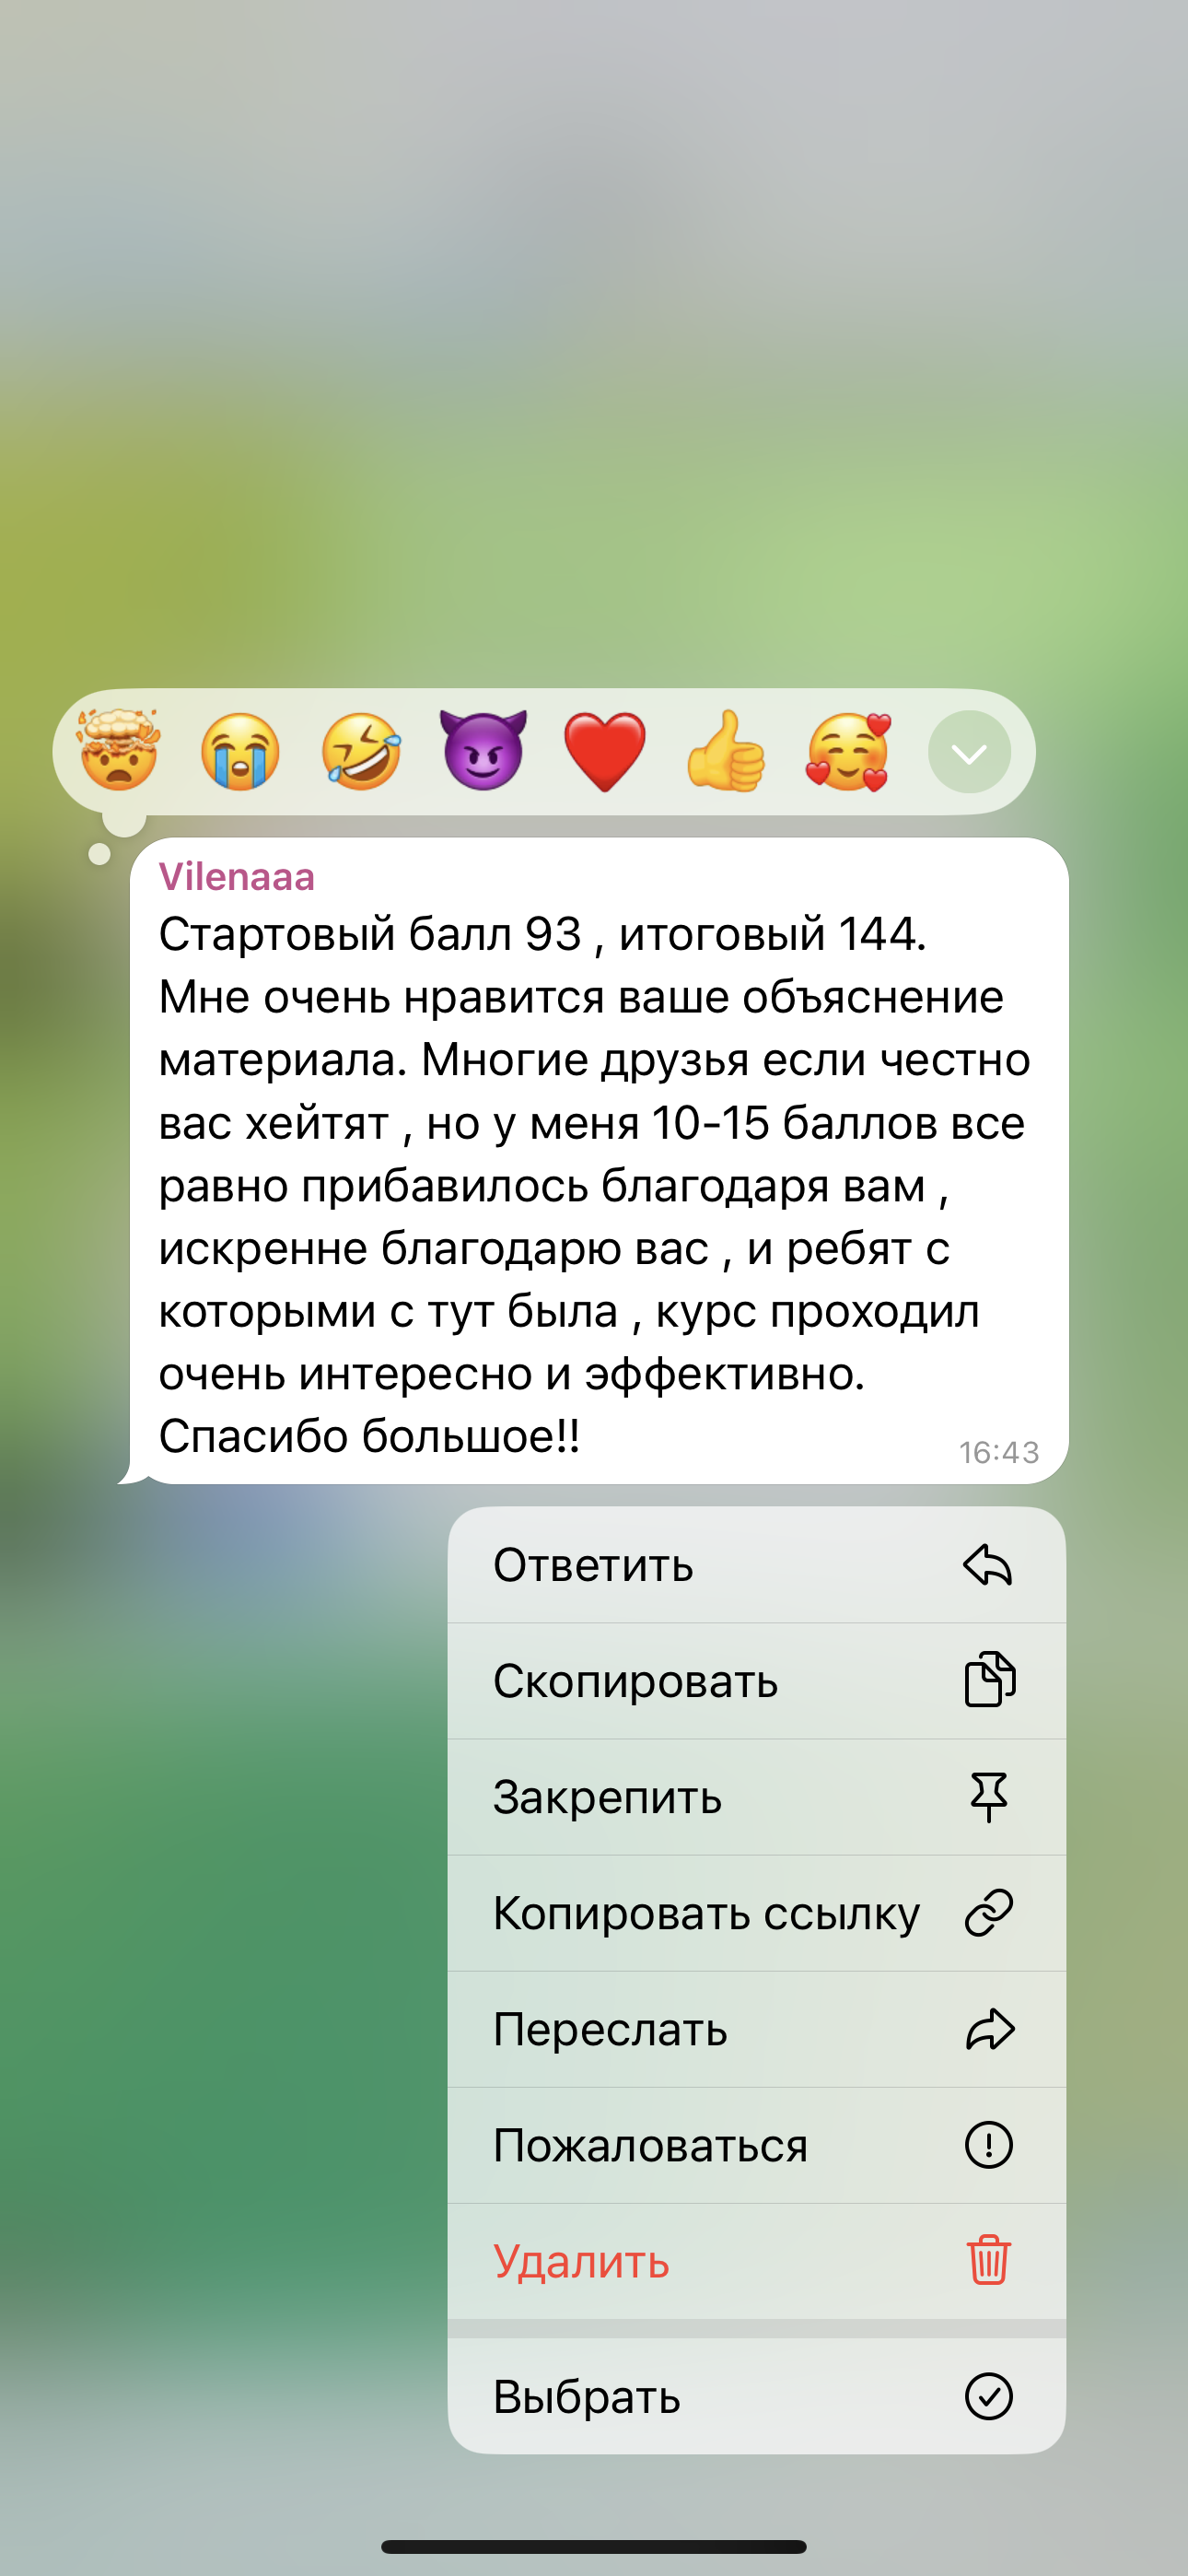 Vilenaaa
Стартовый балл 93 , итоговый 144.
Мне очень нравится ваше объяснение
материала. Многие друзья если честно
вас хейтят , но у меня 10-15 баллов все
равно прибавилось благодаря вам ,
искренне благодарю вас , и ребят с
которыми с тут была , курс проходил
очень интересно и эффективно.
Спасибо большое!!
16:43
Ответить
Скопировать
Закрепить
Копировать ссылку
Переслать
Пожаловаться
Удалить
Выбрать